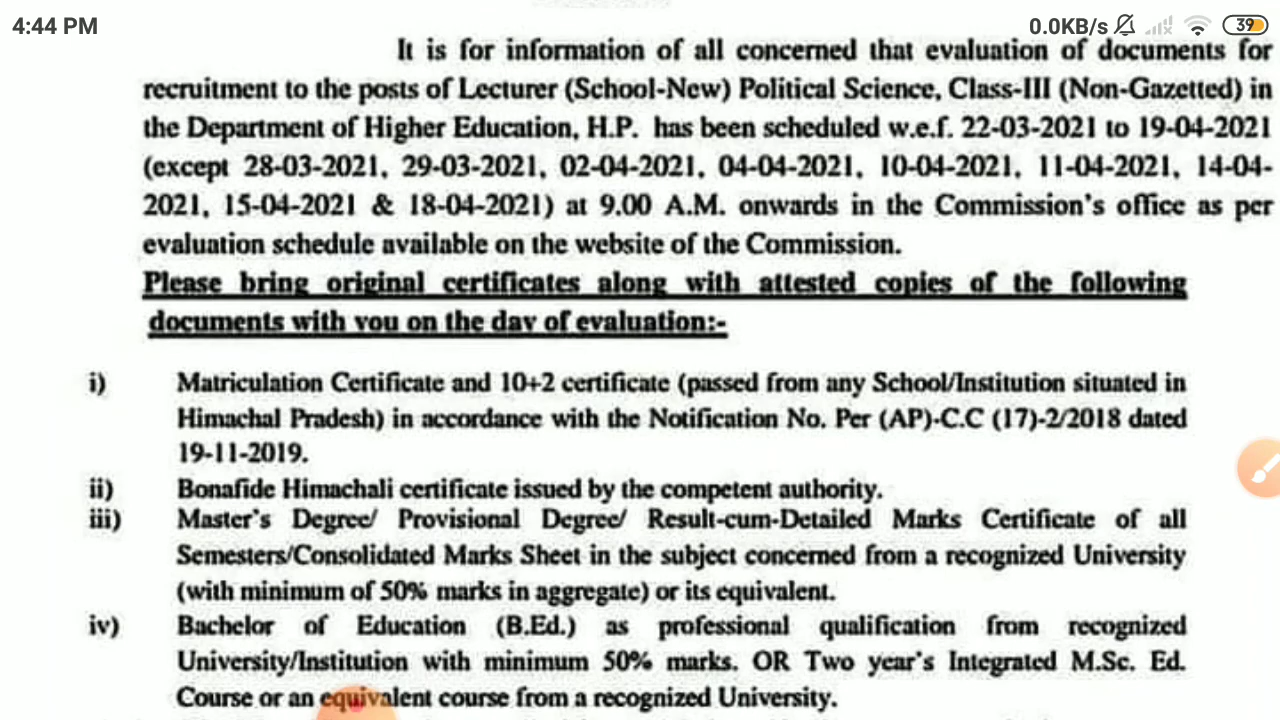 4:44 PM
0.0KB/s
39
It is for information of all concerned that evaluation of documents for
recruitment to the posts of Lecturer (School-New) Political Science, Class-III (Non-Gazetted) in
the Department of Higher Education, H.P. has been scheduled w.e.f. 22-03-2021 to 19-04-2021
(except 28-03-2021, 29-03-2021, 02-04-2021, 04-04-2021, 10-04-2021, 11-04-2021, 14-04-
2021, 15-04-2021 & 18-04-2021) at 9.00 A.M. onwards in the Commission's office as per
evaluation schedule available on the website of the Commission.
Please bring original certificates along with attested copies of the following
documents with you on the day of evaluation:-
i) Matriculation Certificate and 10+2 certificate (passed from any School/Institution situated in
Himachal Pradesh) in accordance with the Notification No. Per (AP)-C.C (17)-2/2018 dated
19-11-2019.
ii) Bonafide Himachali certificate issued by the competent authority.
iii) Master's Degree/ Provisional Degree/ Result-cum-Detailed Marks Certificate of all
Semesters/Consolidated Marks Sheet in the subject concerned from a recognized University
(with minimum of 50% marks in aggregate) or its equivalent.
iv) Bachelor of Education (B.Ed.) as professional qualification from recognized
University/Institution with minimum 50% marks. OR Two year's Integrated M.Sc. Ed.
Course or an equivalent course from a recognized University.